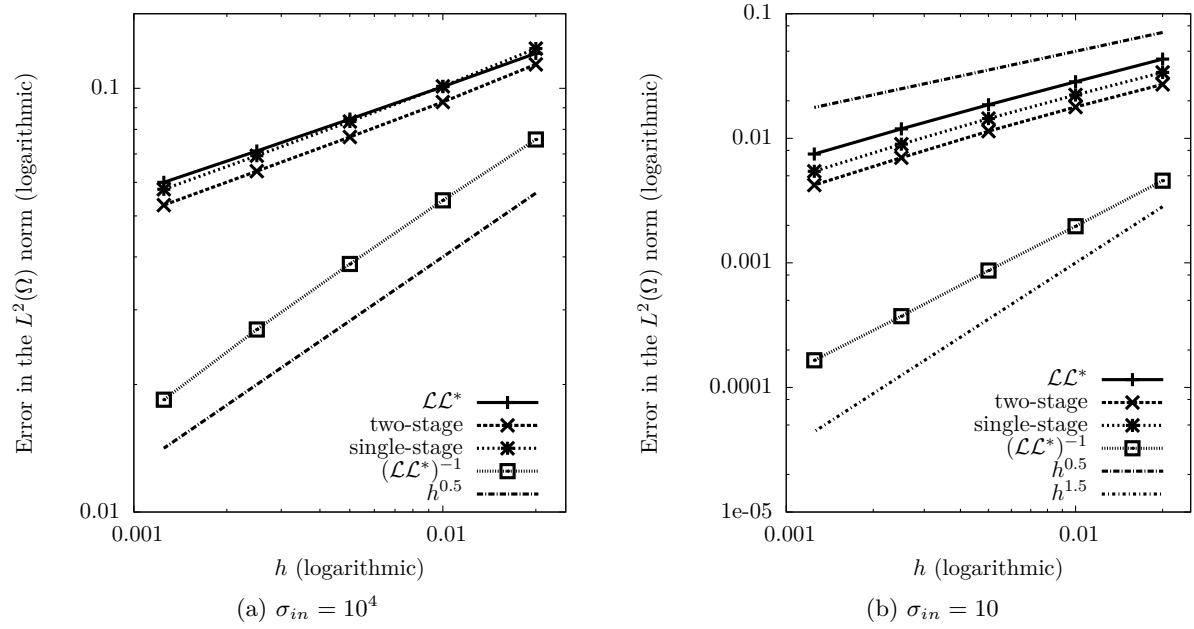 Error in the L²(Ω) norm (logarithmic)
0.1
0.01
0.001
0.01
h (logarithmic)
ℒℒ*
two-stage
single-stage
(ℒℒ*)⁻¹
h^0.5
(a) σ_in = 10⁴
Error in the L²(Ω) norm (logarithmic)
0.1
0.01
0.001
0.0001
1e-05
0.001
0.01
h (logarithmic)
ℒℒ*
two-stage
single-stage
(ℒℒ*)⁻¹
h^0.5
h^1.5
(b) σ_in = 10